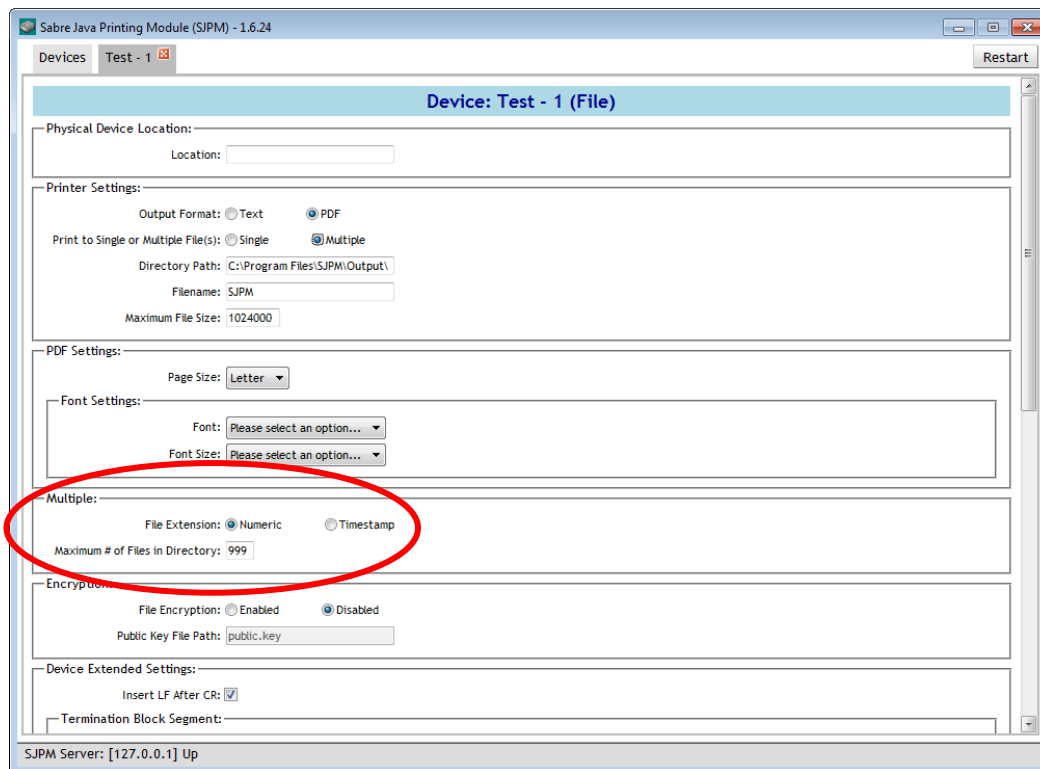 Sabre Java Printing Module (SJPM) - 1.6.24
Devices Test - 1 Restart
Device: Test - 1 (File)
Physical Device Location:
Location:
Printer Settings:
Output Format: Text PDF
Print to Single or Multiple File(s): Single Multiple
Directory Path: C:\Program Files\SJPM\Output\
Filename: SJPM
Maximum File Size: 1024000
PDF Settings:
Page Size: Letter
Font Settings:
Font: Please select an option...
Font Size: Please select an option...
Multiple:
File Extension: Numeric Timestamp
Maximum # of Files in Directory: 999
Encryption:
File Encryption: Enabled Disabled
Public Key File Path: public.key
Device Extended Settings:
Insert LF After CR:
Termination Block Segment:
SJPM Server: [127.0.0.1] Up